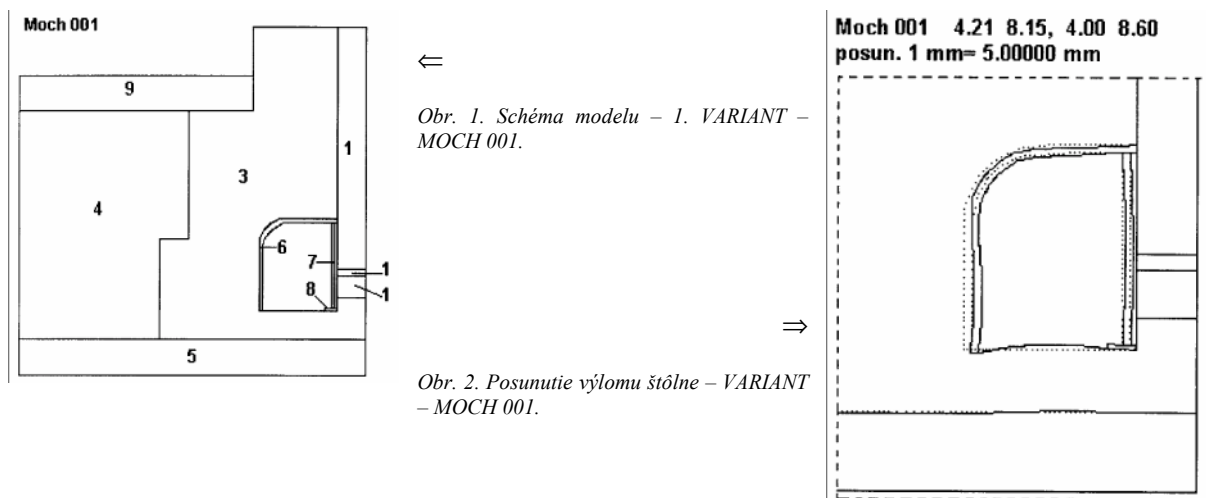 Moch 001
9
1
3
4
6
7
1
8
1
5
⇐
Obr. 1. Schéma modelu – 1. VARIANT –
MOCH 001.
⇒
Obr. 2. Posunutie výlomu štôlne – VARIANT
– MOCH 001.
Moch 001 4.21 8.15, 4.00 8.60
posun. 1 mm= 5.00000 mm